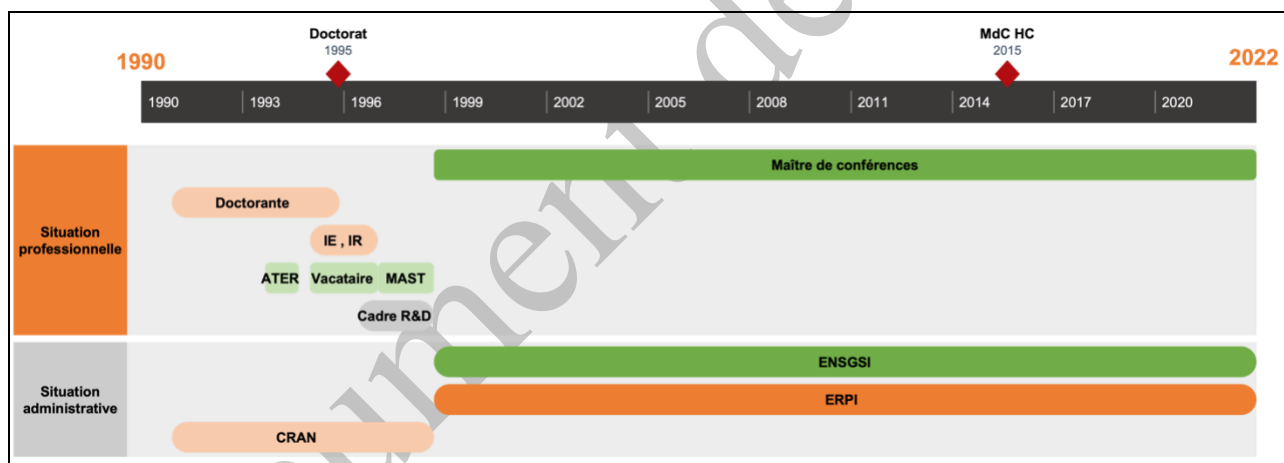 Doctorat
1995
MdC HC
2015
1990
2022
1990 1993 1996 1999 2002 2005 2008 2011 2014 2017 2020
Situation
professionnelle
Maître de conférences
Doctorante
IE , IR
ATER Vacataire MAST
Cadre R&D
Situation
administrative
ENSGSI
ERPI
CRAN